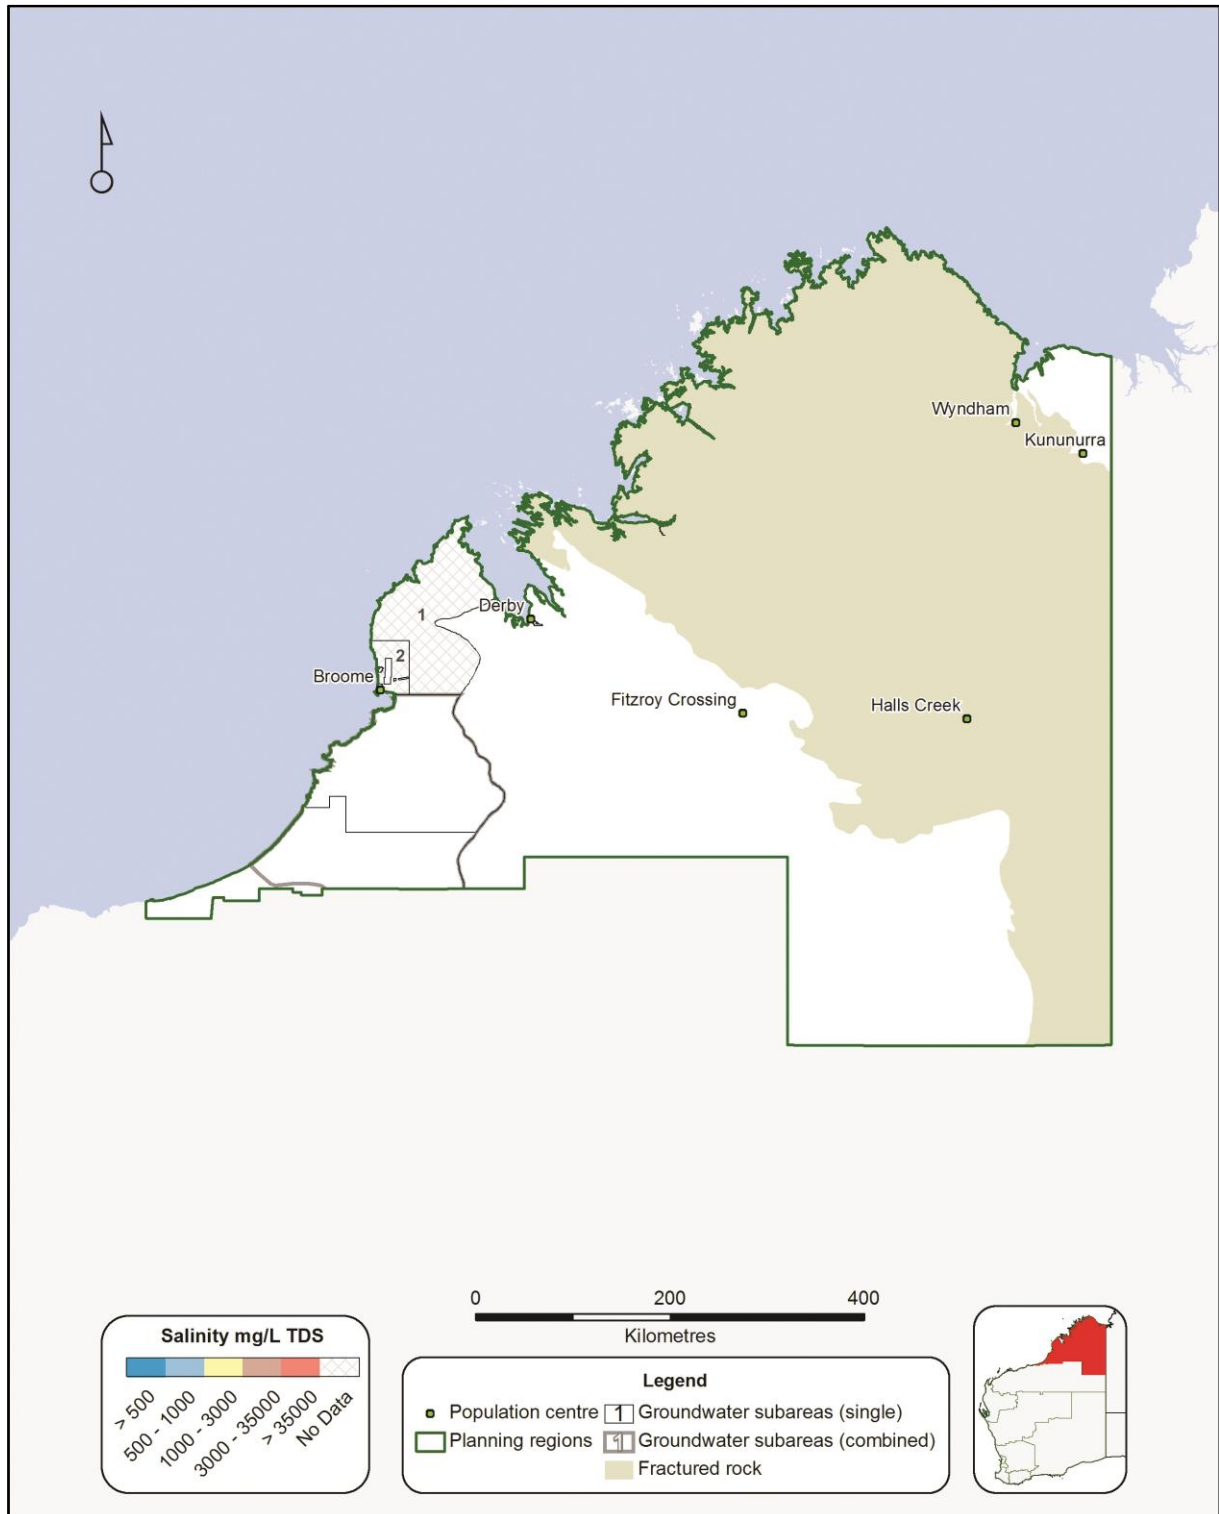 Wyndham
Kununurra
1
Derby
2
Broome
Fitzroy Crossing
Halls Creek
0 200 400
Kilometres
Salinity mg/L TDS
> 500
500 - 1000
1000 - 3000
3000 - 35000
> 35000
No Data
Legend
Population centre
1 Groundwater subareas (single)
Planning regions
1 Groundwater subareas (combined)
Fractured rock